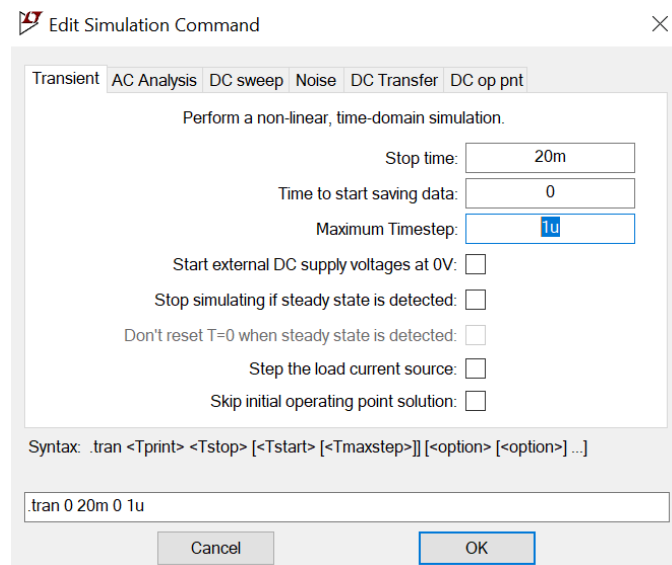 Edit Simulation Command
Transient AC Analysis DC sweep Noise DC Transfer DC op pnt
Perform a non-linear, time-domain simulation.
Stop time: 20m
Time to start saving data: 0
Maximum Timestep: 1u
Start external DC supply voltages at 0V:
Stop simulating if steady state is detected:
Don't reset T=0 when steady state is detected:
Step the load current source:
Skip initial operating point solution:
Syntax: .tran <Tprint> <Tstop> [<Tstart> [<Tmaxstep>]] [<option> [<option>] ...]
.tran 0 20m 0 1u
Cancel OK